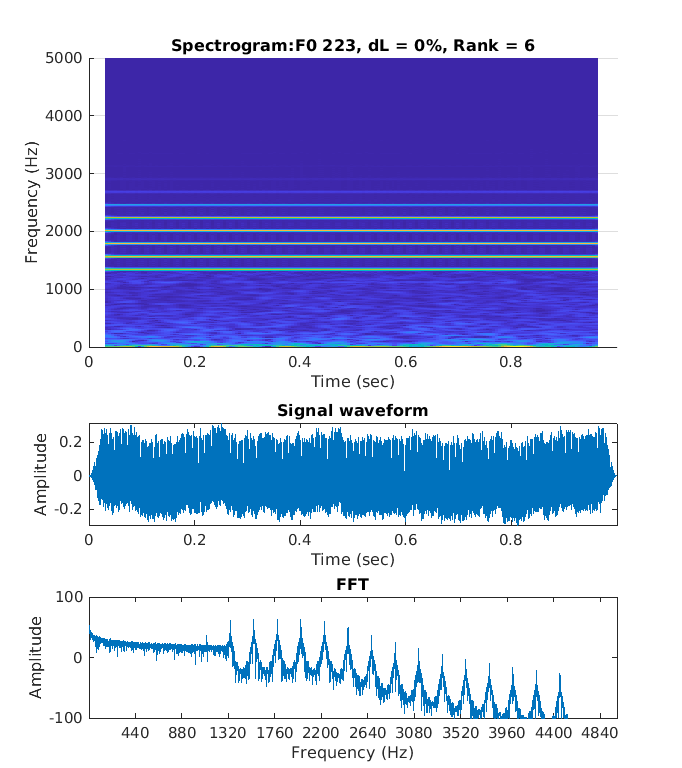 Spectrogram:F0 223, dL = 0%, Rank = 6
Frequency (Hz)
5000
4000
3000
2000
1000
0
0 0.2 0.4 0.6 0.8
Time (sec)
Signal waveform
Amplitude
0.2
0
-0.2
0 0.2 0.4 0.6 0.8
Time (sec)
FFT
Amplitude
100
0
-100
440 880 1320 1760 2200 2640 3080 3520 3960 4400 4840
Frequency (Hz)